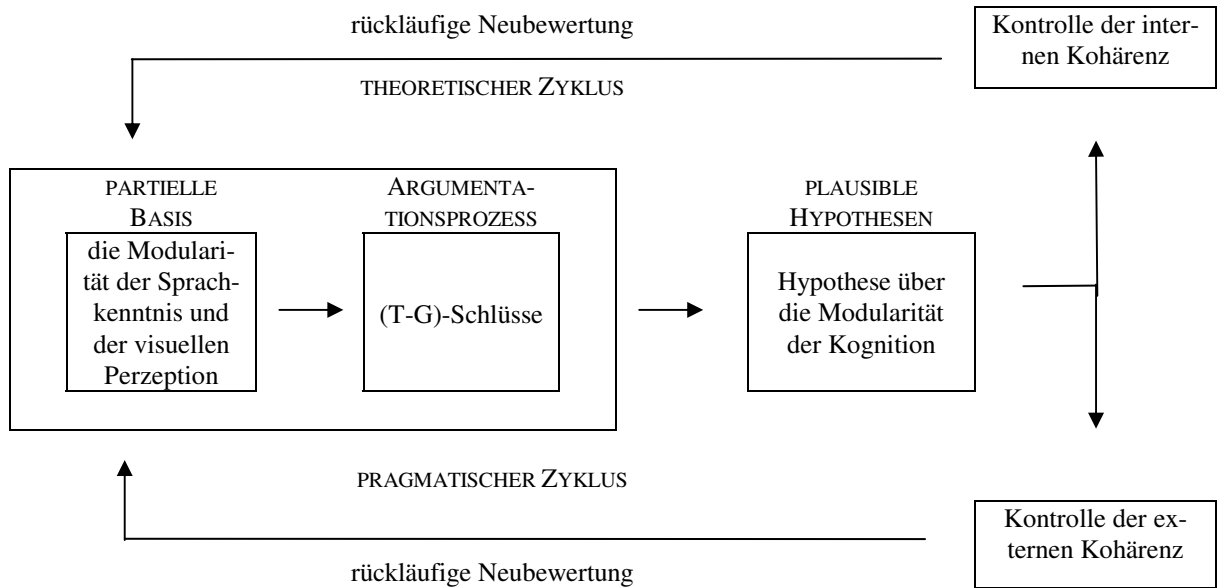 rückläufige Neubewertung
Kontrolle der inter-
nen Kohärenz
THEORETISCHER ZYKLUS
PARTIELLE
BASIS
die Modulari-
tät der Sprach-
kenntnis und
der visuellen
Perzeption
ARGUMENTA-
TIONSPROZESS
(T-G)-Schlüsse
PLAUSIBLE
HYPOTHESEN
Hypothese über
die Modularität
der Kognition
PRAGMATISCHER ZYKLUS
Kontrolle der ex-
ternen Kohärenz
rückläufige Neubewertung